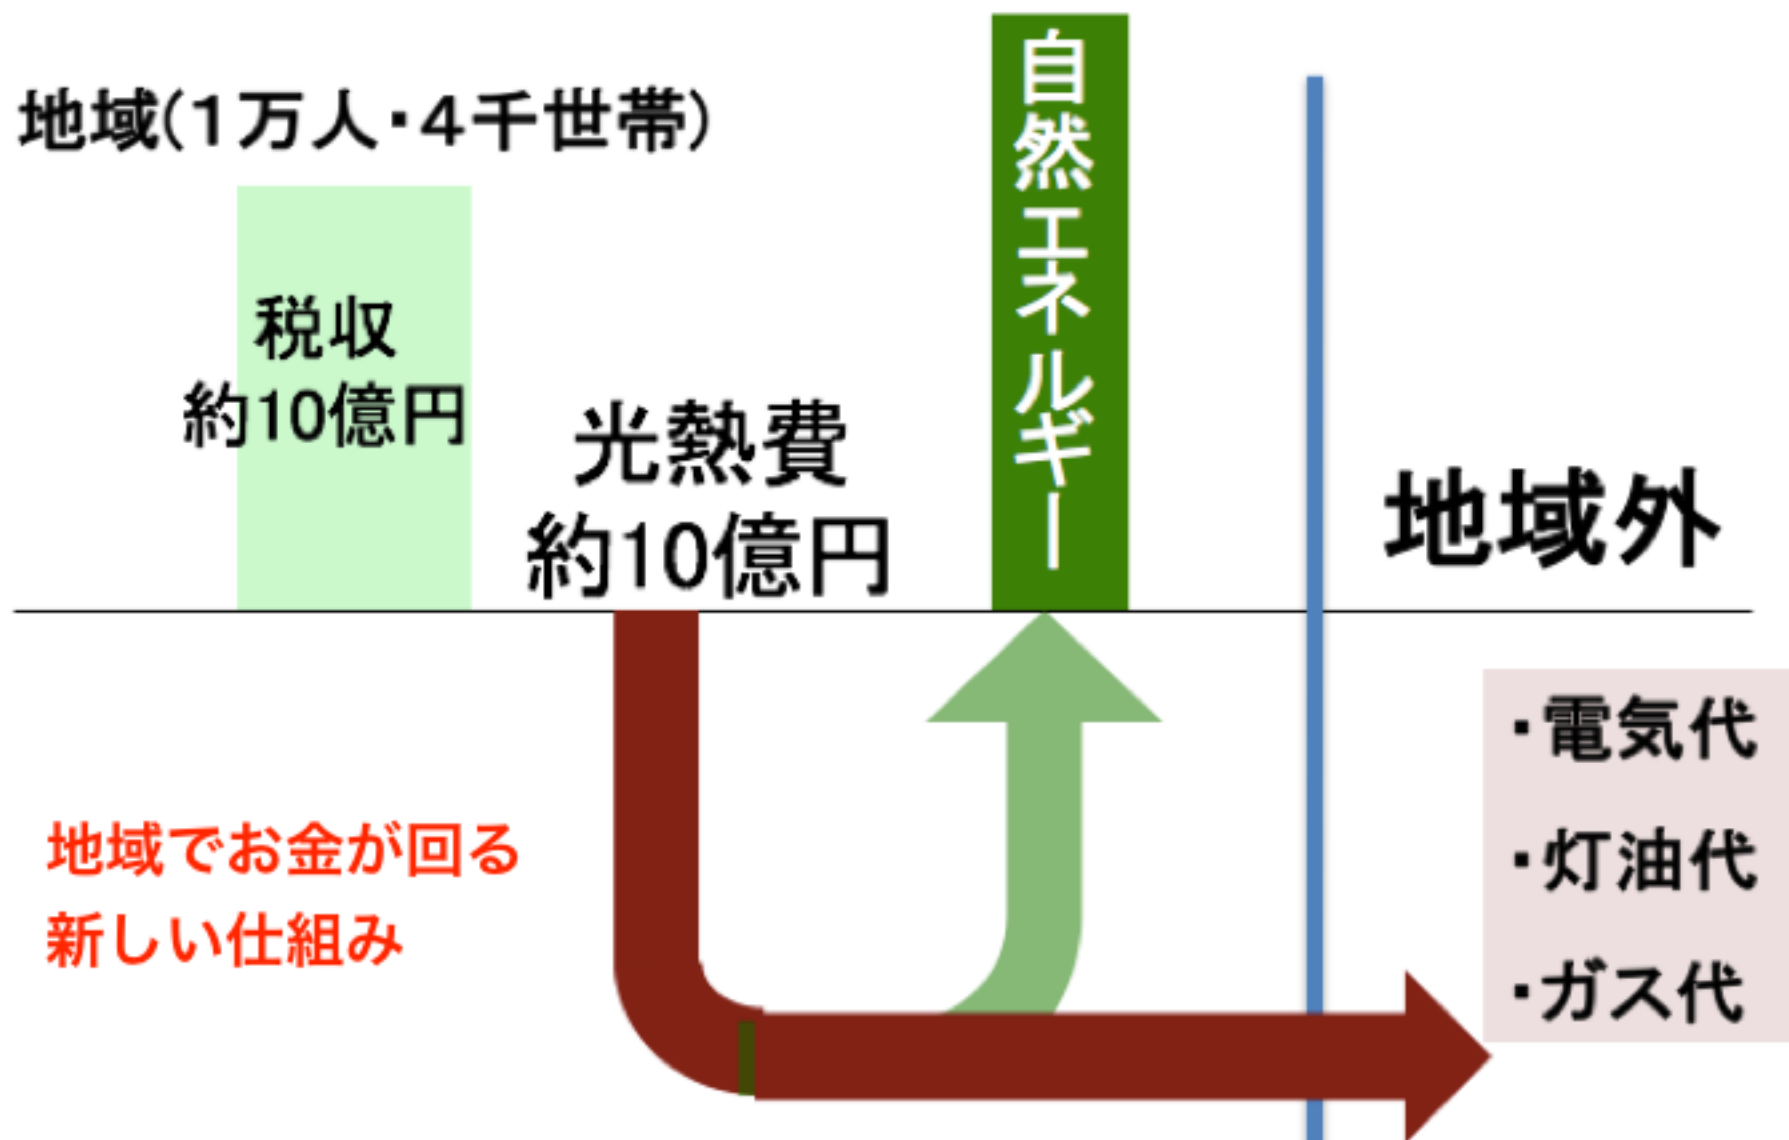 地域(1万人・4千世帯)
税収
約10億円
光熱費
約10億円
自然エネルギー
地域外
・電気代
・灯油代
・ガス代
地域でお金が回る
新しい仕組み